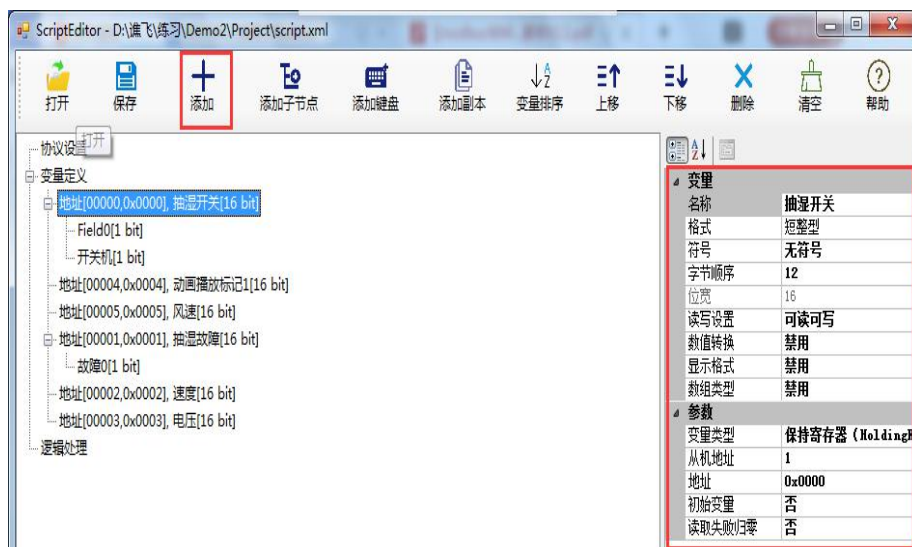 ScriptEditor - D:\谯飞\练习\Demo2\Project\script.xml
打开 保存 添加 添加子节点 添加键盘 添加副本 变量排序 上移 下移 删除 清空 帮助
打开
协议设置
变量定义
地址[00000,0x0000], 抽湿开关[16 bit]
Field0[1 bit]
开关机[1 bit]
地址[00004,0x0004], 动画播放标记1[16 bit]
地址[00005,0x0005], 风速[16 bit]
地址[00001,0x0001], 抽湿故障[16 bit]
故障0[1 bit]
地址[00002,0x0002], 速度[16 bit]
地址[00003,0x0003], 电压[16 bit]
逻辑处理
变量
名称 抽湿开关
格式 短整型
符号 无符号
字节顺序 12
位宽 16
读写设置 可读可写
数值转换 禁用
显示格式 禁用
数组类型 禁用
参数
变量类型 保持寄存器 (Holding
从机地址 1
地址 0x0000
初始变量 否
读取失败归零 否